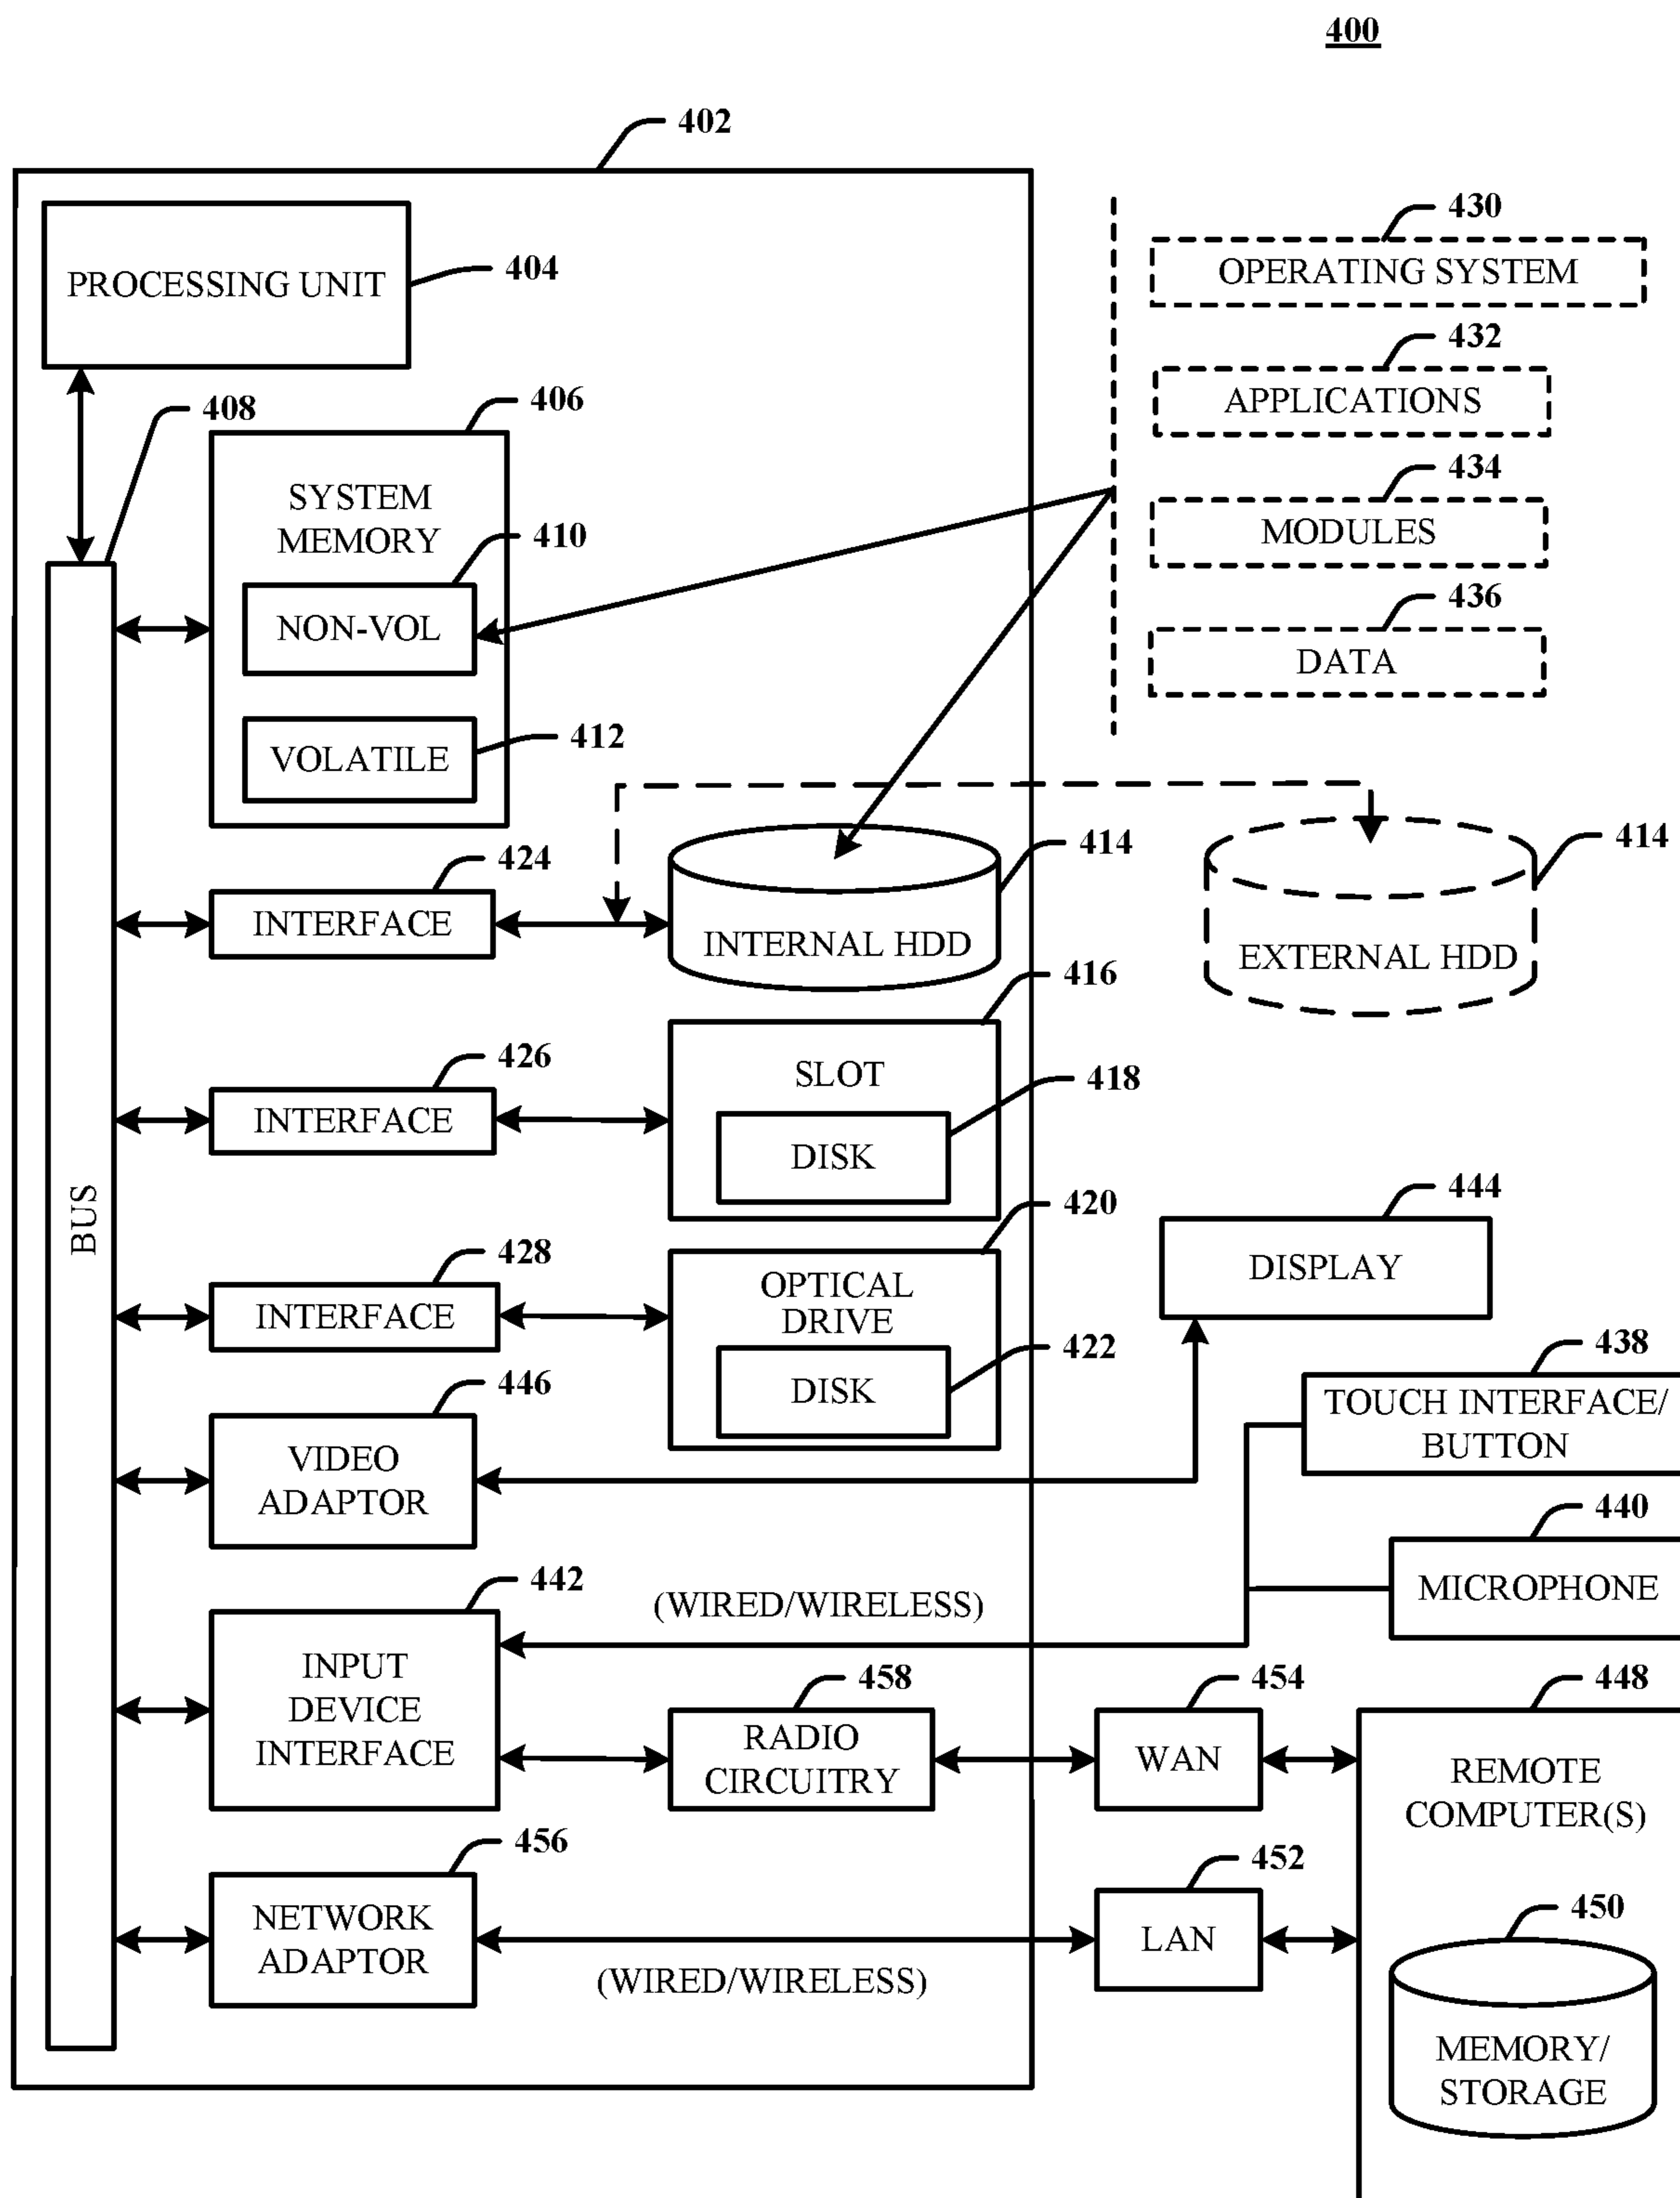 400
402
PROCESSING UNIT
404
430
OPERATING SYSTEM
432
APPLICATIONS
434
MODULES
436
DATA
408
406
SYSTEM
MEMORY
410
NON-VOL
412
VOLATILE
BUS
424
INTERFACE
414
INTERNAL HDD
414
EXTERNAL HDD
426
INTERFACE
416
SLOT
418
DISK
428
INTERFACE
420
OPTICAL
DRIVE
422
DISK
444
DISPLAY
446
VIDEO
ADAPTOR
438
TOUCH INTERFACE/
BUTTON
440
MICROPHONE
442
INPUT
DEVICE
INTERFACE
(WIRED/WIRELESS)
458
RADIO
CIRCUITRY
454
WAN
448
REMOTE
COMPUTER(S)
456
NETWORK
ADAPTOR
(WIRED/WIRELESS)
452
LAN
450
MEMORY/
STORAGE